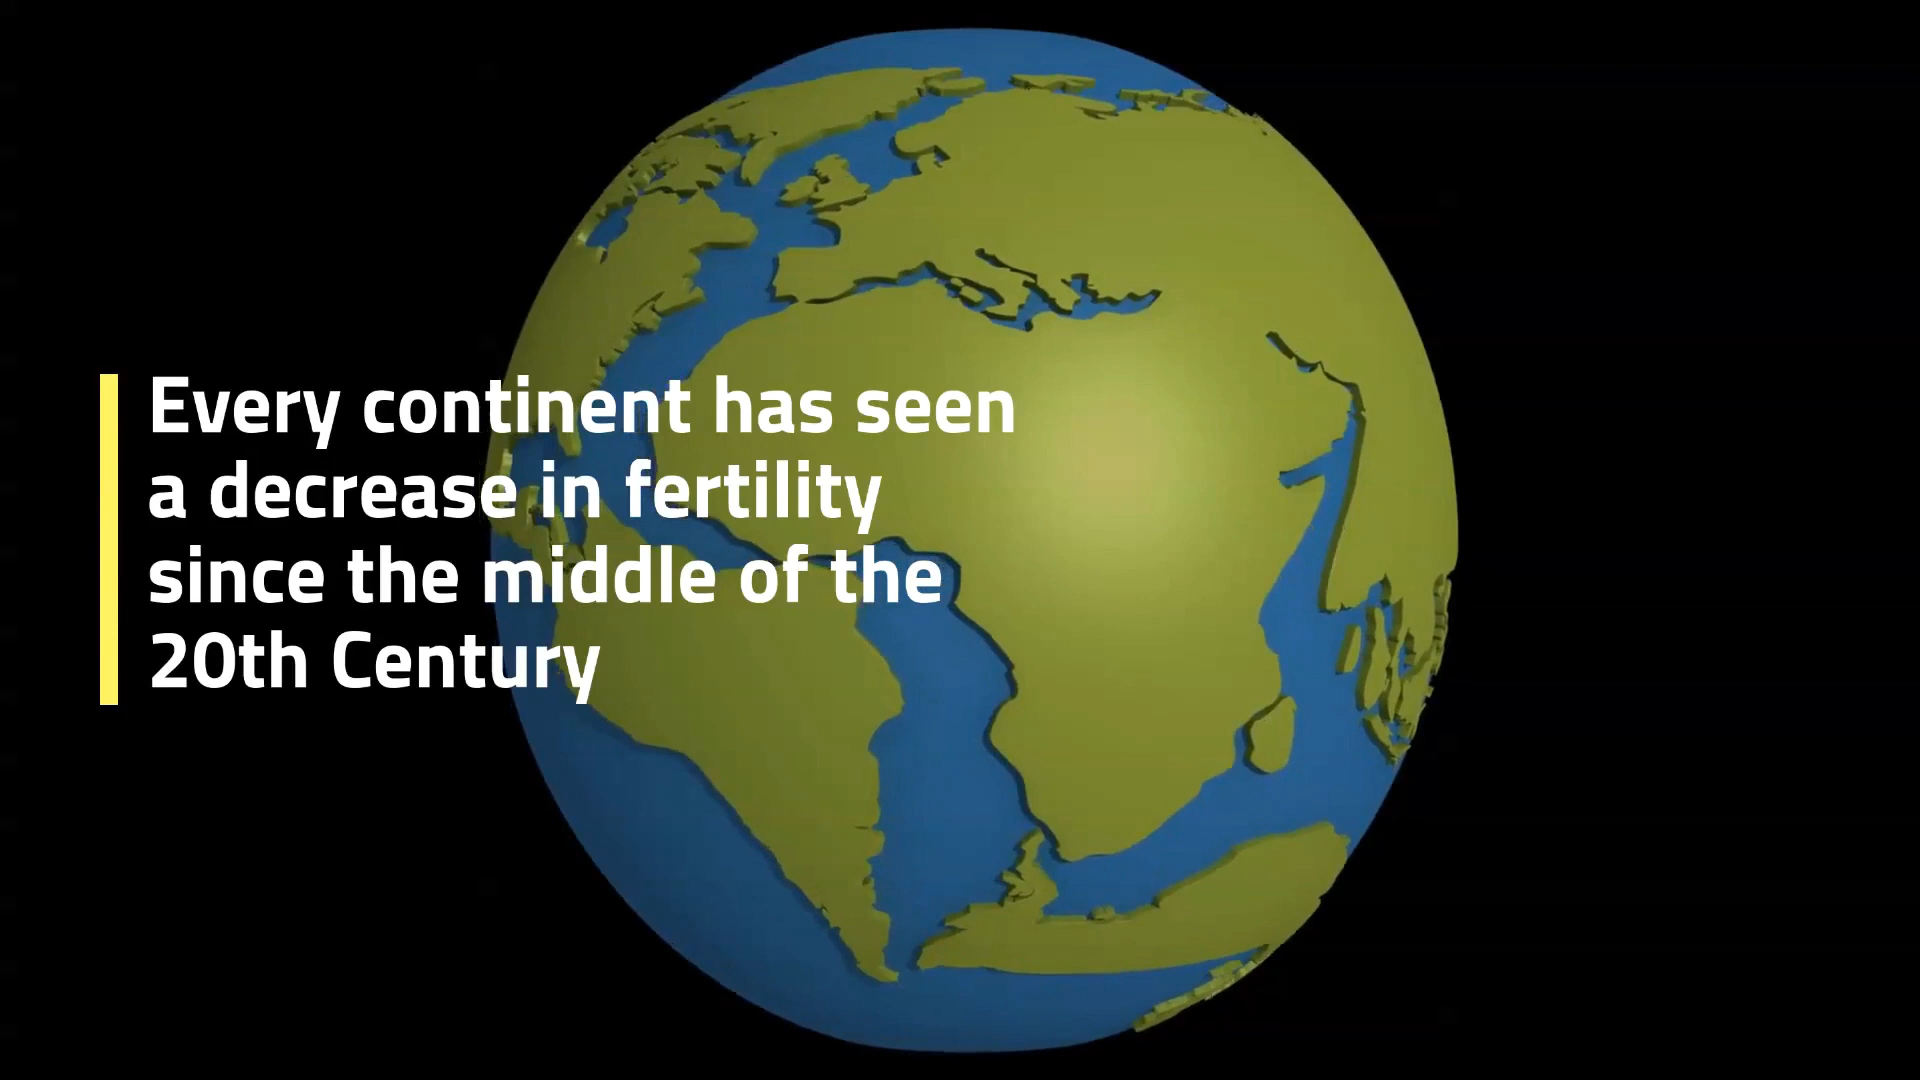 Every continent has seen
a decrease in fertility
since the middle of the
20th Century